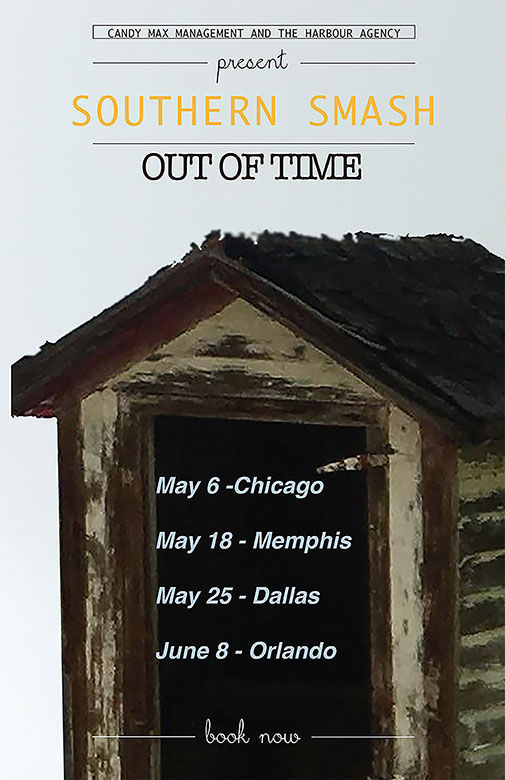 CANDY MAX MANAGEMENT AND THE HARBOUR AGENCY
present
SOUTHERN SMASH
OUT OF TIME
May 6 -Chicago
May 18 - Memphis
May 25 - Dallas
June 8 - Orlando
book now